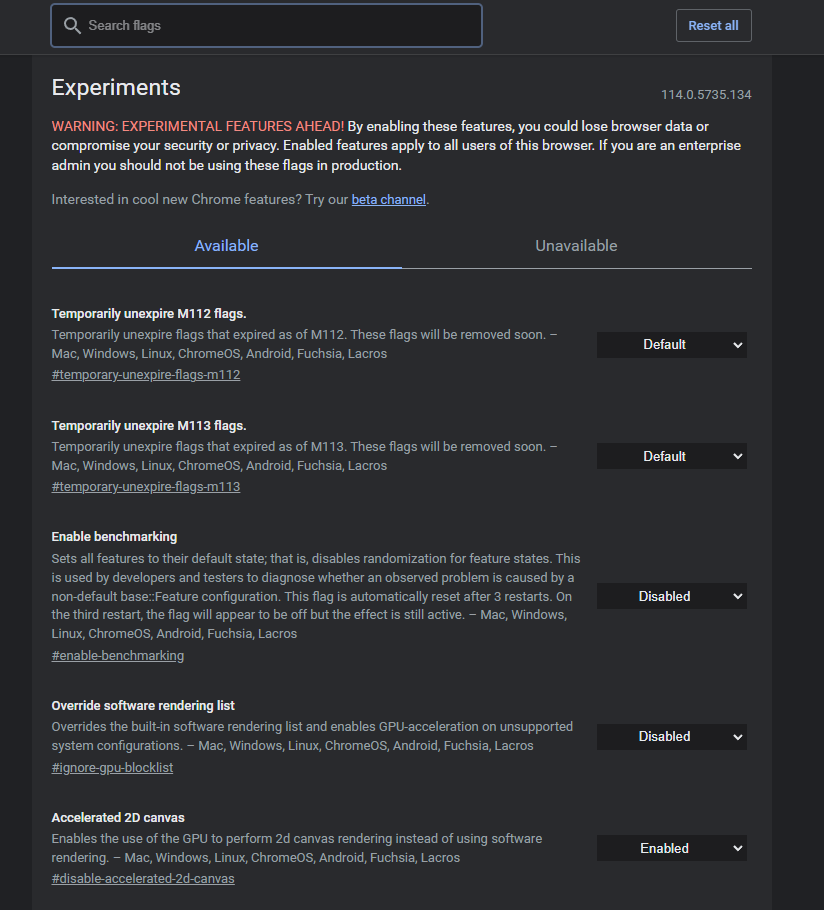 Search flags
Reset all
Experiments
114.0.5735.134
WARNING: EXPERIMENTAL FEATURES AHEAD! By enabling these features, you could lose browser data or
compromise your security or privacy. Enabled features apply to all users of this browser. If you are an enterprise
admin you should not be using these flags in production.
Interested in cool new Chrome features? Try our beta channel.
Available
Unavailable
Temporarily unexpire M112 flags.
Temporarily unexpire flags that expired as of M112. These flags will be removed soon. –
Mac, Windows, Linux, ChromeOS, Android, Fuchsia, Lacros
#temporary-unexpire-flags-m112
Default
Temporarily unexpire M113 flags.
Temporarily unexpire flags that expired as of M113. These flags will be removed soon. –
Mac, Windows, Linux, ChromeOS, Android, Fuchsia, Lacros
#temporary-unexpire-flags-m113
Default
Enable benchmarking
Sets all features to their default state; that is, disables randomization for feature states. This
is used by developers and testers to diagnose whether an observed problem is caused by a
non-default base::Feature configuration. This flag is automatically reset after 3 restarts. On
the third restart, the flag will appear to be off but the effect is still active. – Mac, Windows,
Linux, ChromeOS, Android, Fuchsia, Lacros
#enable-benchmarking
Disabled
Override software rendering list
Overrides the built-in software rendering list and enables GPU-acceleration on unsupported
system configurations. – Mac, Windows, Linux, ChromeOS, Android, Fuchsia, Lacros
#ignore-gpu-blocklist
Disabled
Accelerated 2D canvas
Enables the use of the GPU to perform 2d canvas rendering instead of using software
rendering. – Mac, Windows, Linux, ChromeOS, Android, Fuchsia, Lacros
#disable-accelerated-2d-canvas
Enabled